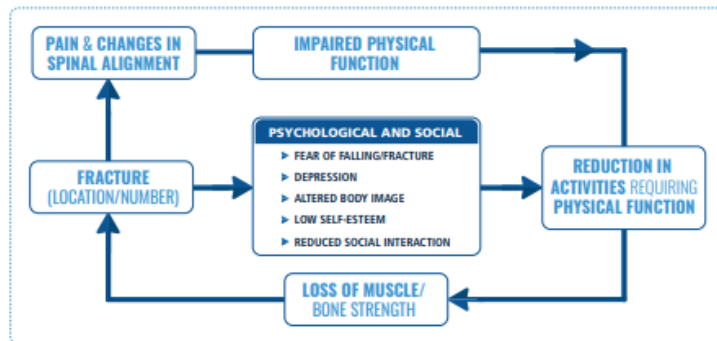 PAIN & CHANGES IN
SPINAL ALIGNMENT
IMPAIRED PHYSICAL
FUNCTION
PSYCHOLOGICAL AND SOCIAL
FEAR OF FALLING/FRACTURE
DEPRESSION
ALTERED BODY IMAGE
LOW SELF-ESTEEM
REDUCED SOCIAL INTERACTION
FRACTURE
(LOCATION/NUMBER)
REDUCTION IN
ACTIVITIES REQUIRING
PHYSICAL FUNCTION
LOSS OF MUSCLE/
BONE STRENGTH